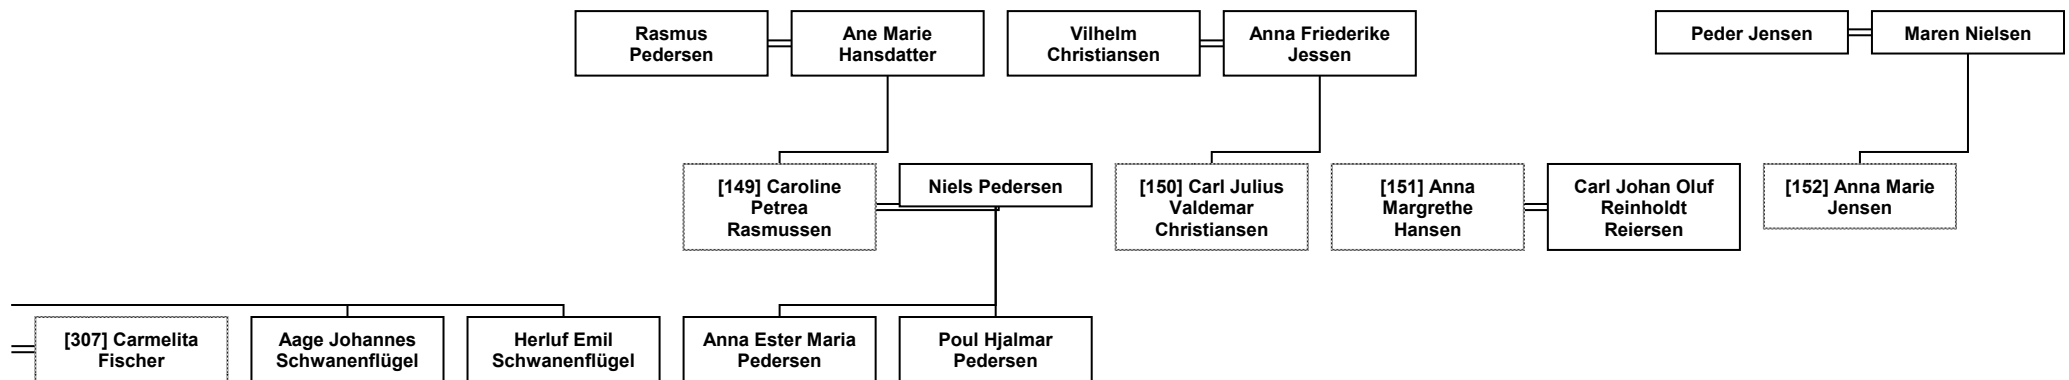 Rasmus
Pedersen
Ane Marie
Hansdatter
Vilhelm
Christiansen
Anna Friederike
Jessen
Peder Jensen
Maren Nielsen
[149] Caroline
Petrea
Rasmussen
Niels Pedersen
[150] Carl Julius
Valdemar
Christiansen
[151] Anna
Margrethe
Hansen
Carl Johan Oluf
Reinholdt
Reiersen
[152] Anna Marie
Jensen
[307] Carmelita
Fischer
Aage Johannes
Schwanenflügel
Herluf Emil
Schwanenflügel
Anna Ester Maria
Pedersen
Poul Hjalmar
Pedersen